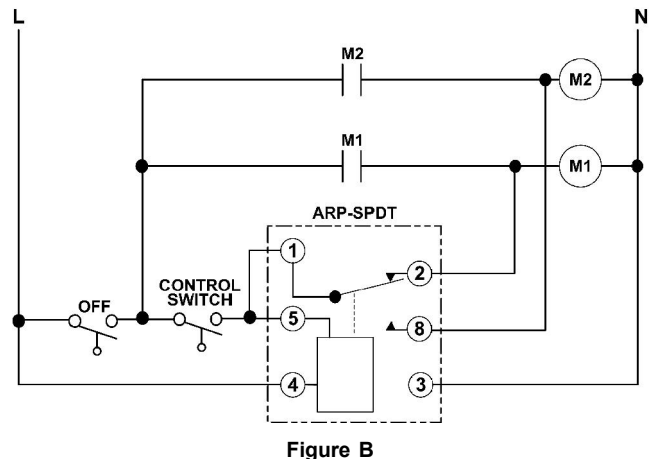 L
N
M2
M2
M1
M1
ARP-SPDT
1
2
OFF
CONTROL
SWITCH
5
8
4
3
Figure B